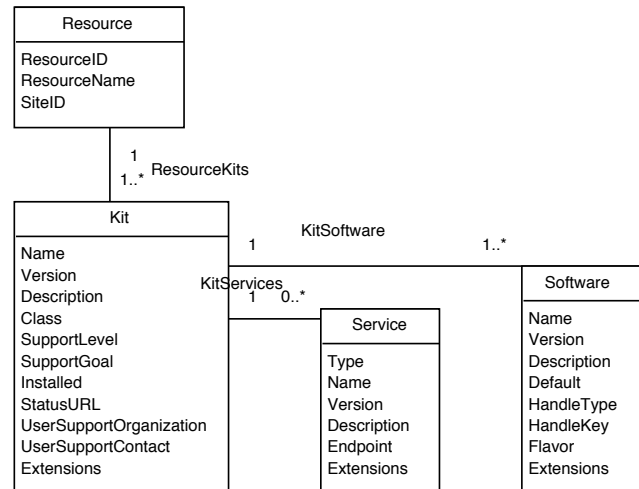 Resource
ResourceID
ResourceName
SiteID
1
ResourceKits
1..*
Kit
Name
Version
Description
Class
SupportLevel
SupportGoal
Installed
StatusURL
UserSupportOrganization
UserSupportContact
Extensions
KitSoftware
1
1..*
KitServices
1
0..*
Service
Type
Name
Version
Description
Endpoint
Extensions
Software
Name
Version
Description
Default
HandleType
HandleKey
Flavor
Extensions